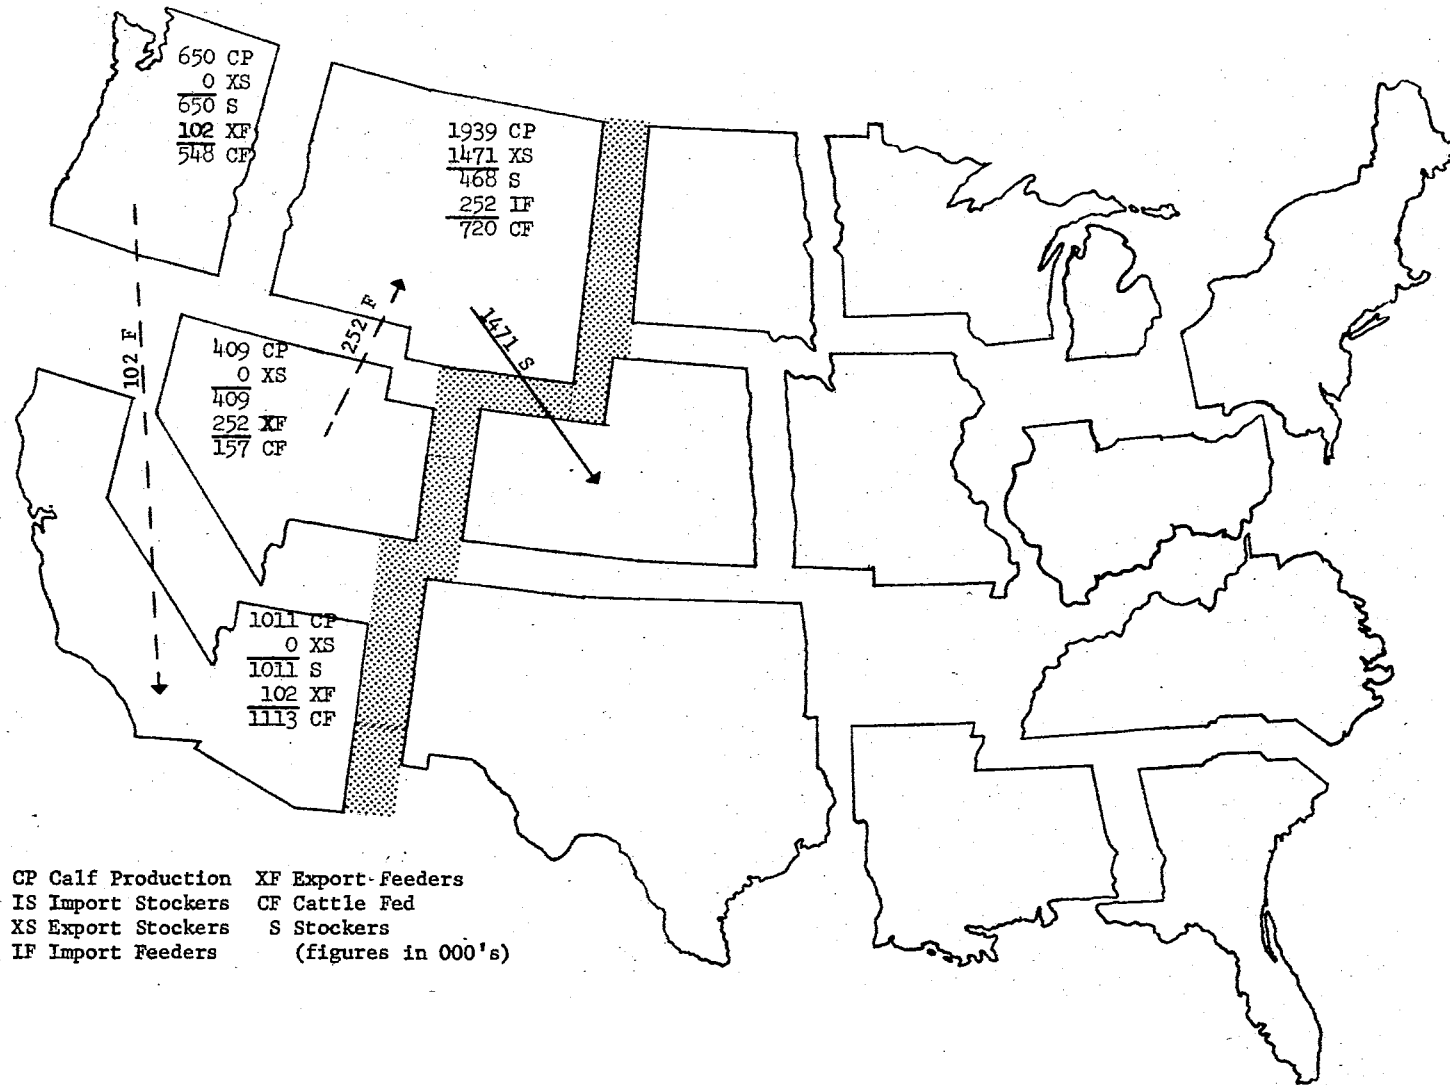 650 CP
0 XS
650 S
102 XF
548 CF
1939 CP
1471 XS
468 S
252 IF
720 CF
102 F
252 F
1471 S
409 CP
0 XS
409
252 XF
157 CF
1011 CP
0 XS
1011 S
102 XF
1113 CF
CP Calf Production XF Export Feeders
IS Import Stockers CF Cattle Fed
XS Export Stockers S Stockers
IF Import Feeders (figures in 000's)